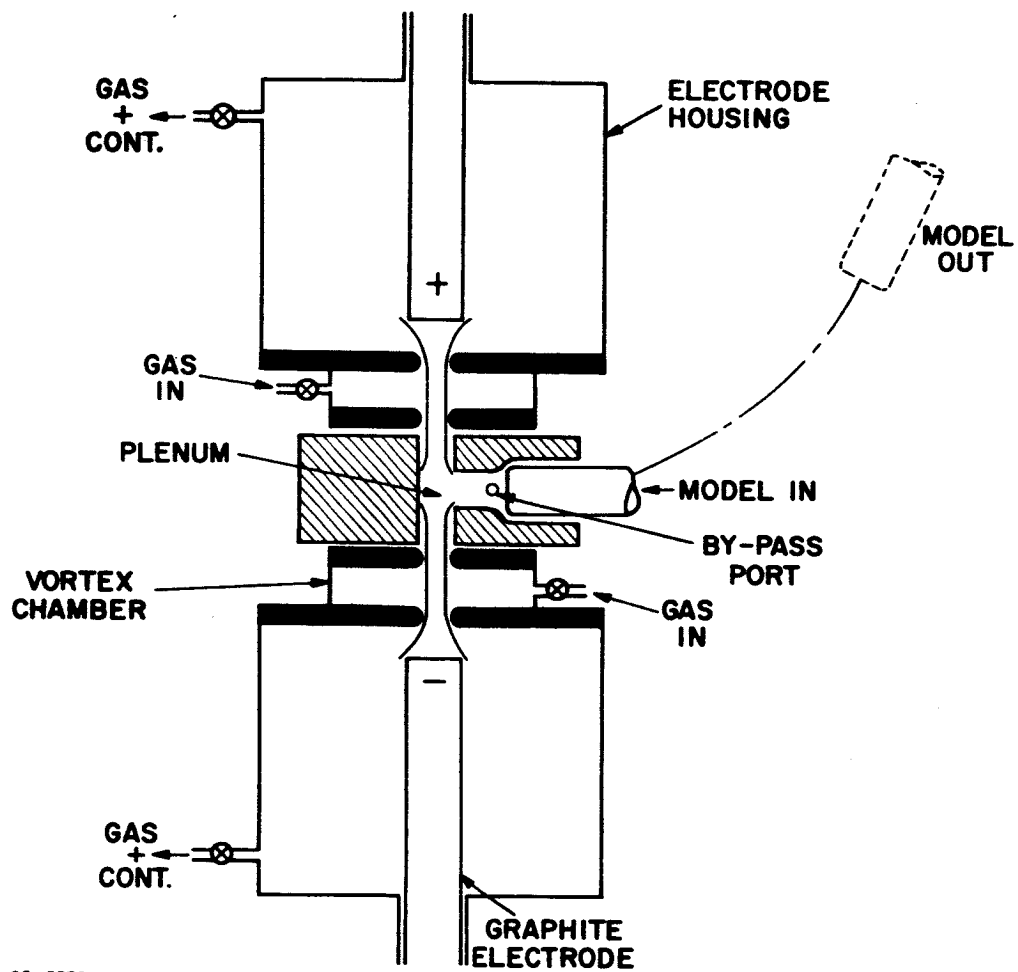 GAS
+
CONT.
ELECTRODE
HOUSING
MODEL
OUT
+
GAS
IN
PLENUM
MODEL IN
BY-PASS
PORT
VORTEX
CHAMBER
GAS
IN
−
GAS
+
CONT.
GRAPHITE
ELECTRODE